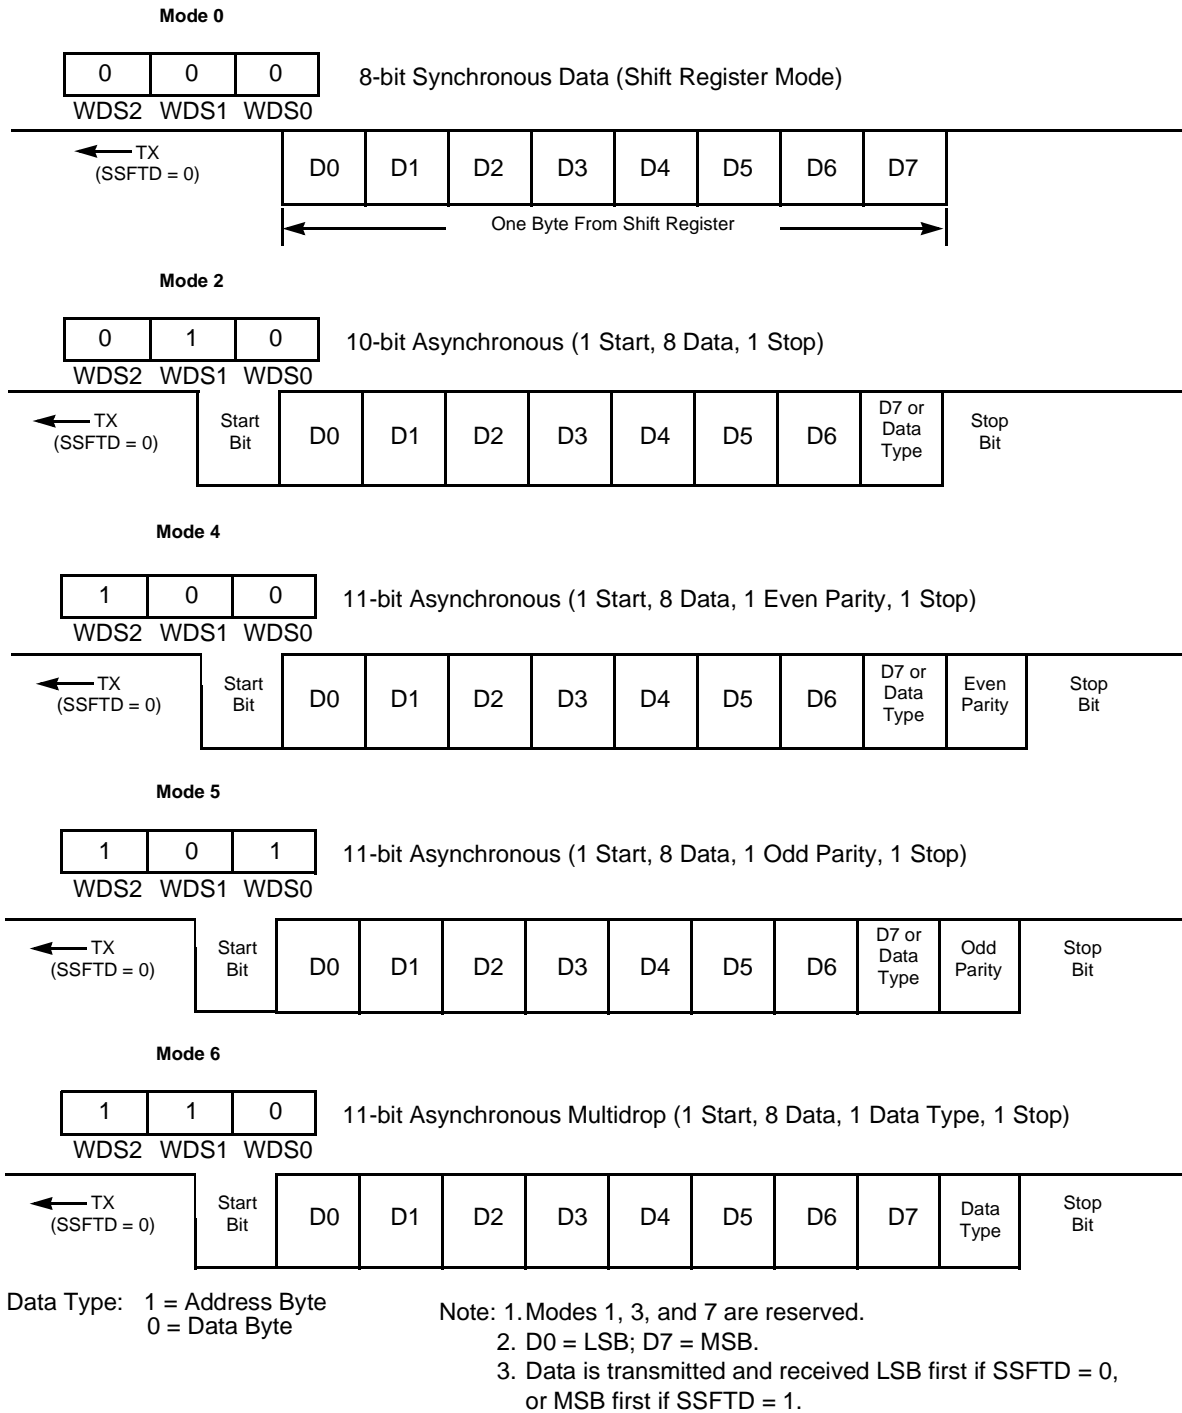 Mode 0
0 0 0 8-bit Synchronous Data (Shift Register Mode)
WDS2 WDS1 WDS0
TX
(SSFTD = 0)
D0 D1 D2 D3 D4 D5 D6 D7
One Byte From Shift Register
Mode 2
0 1 0 10-bit Asynchronous (1 Start, 8 Data, 1 Stop)
WDS2 WDS1 WDS0
TX
(SSFTD = 0)
Start
Bit
D0 D1 D2 D3 D4 D5 D6
D7 or
Data
Type
Stop
Bit
Mode 4
1 0 0 11-bit Asynchronous (1 Start, 8 Data, 1 Even Parity, 1 Stop)
WDS2 WDS1 WDS0
TX
(SSFTD = 0)
Start
Bit
D0 D1 D2 D3 D4 D5 D6
D7 or
Data
Type
Even
Parity
Stop
Bit
Mode 5
1 0 1 11-bit Asynchronous (1 Start, 8 Data, 1 Odd Parity, 1 Stop)
WDS2 WDS1 WDS0
TX
(SSFTD = 0)
Start
Bit
D0 D1 D2 D3 D4 D5 D6
D7 or
Data
Type
Odd
Parity
Stop
Bit
Mode 6
1 1 0 11-bit Asynchronous Multidrop (1 Start, 8 Data, 1 Data Type, 1 Stop)
WDS2 WDS1 WDS0
TX
(SSFTD = 0)
Start
Bit
D0 D1 D2 D3 D4 D5 D6 D7
Data
Type
Stop
Bit
Data Type: 1 = Address Byte
0 = Data Byte
Note: 1. Modes 1, 3, and 7 are reserved.
2. D0 = LSB; D7 = MSB.
3. Data is transmitted and received LSB first if SSFTD = 0,
or MSB first if SSFTD = 1.